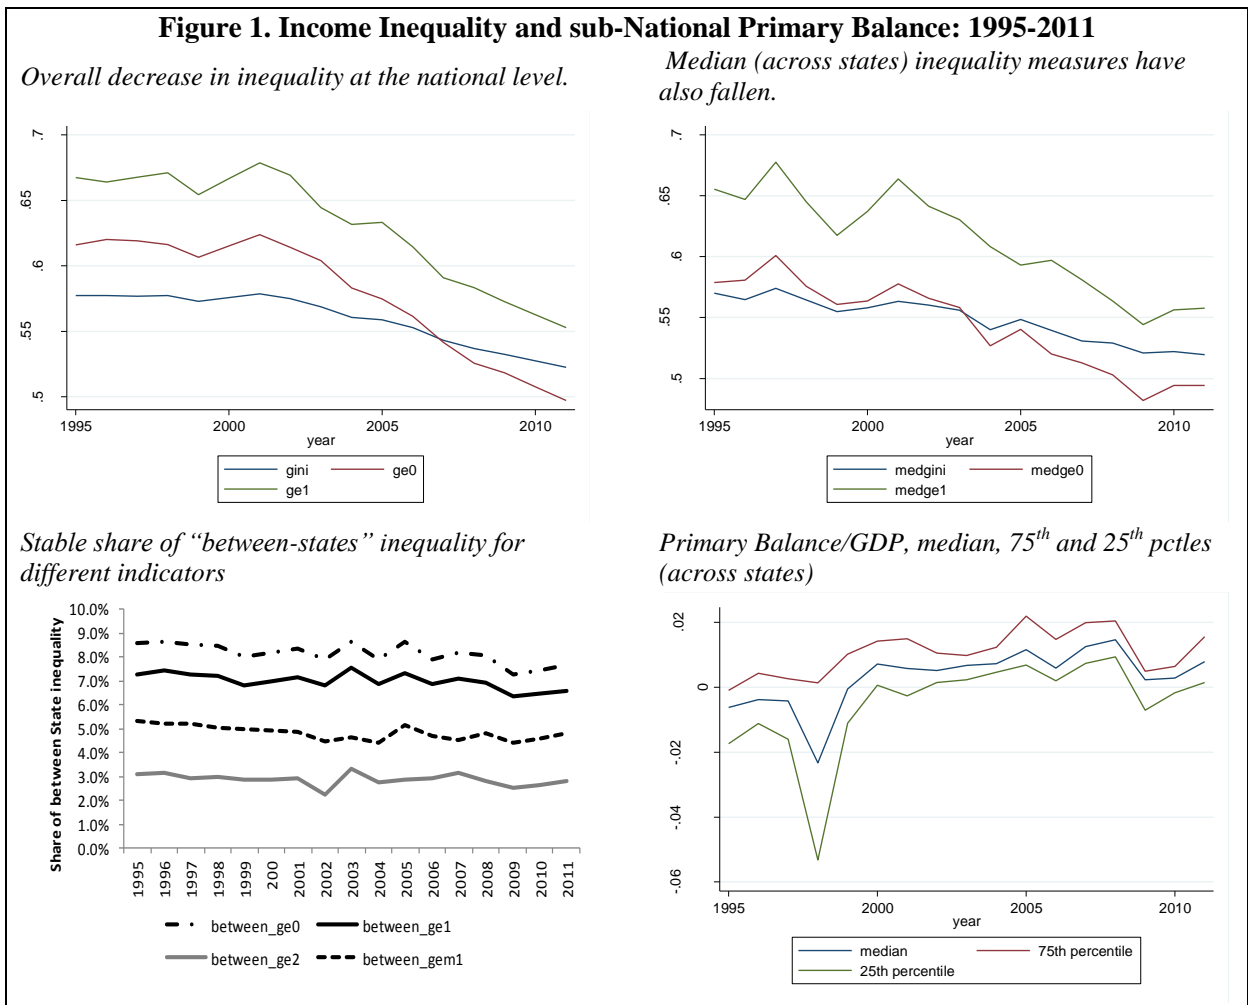 Figure 1. Income Inequality and sub-National Primary Balance: 1995-2011
Overall decrease in inequality at the national level.
.7
.65
.6
.55
.5
1995
2000
2005
2010
year
gini
ge0
ge1
Median (across states) inequality measures have
also fallen.
.7
.65
.6
.55
.5
1995
2000
2005
2010
year
medgini
medge0
medge1
Stable share of “between-states” inequality for
different indicators
Share of between State inequality
10.0%
9.0%
8.0%
7.0%
6.0%
5.0%
4.0%
3.0%
2.0%
1.0%
0.0%
1995
1996
1997
1998
1999
2000
2001
2002
2003
2004
2005
2006
2007
2008
2009
2010
2011
between_ge0
between_ge1
between_ge2
between_gem1
Primary Balance/GDP, median, 75th and 25th pctles
(across states)
.02
0
-.02
-.04
-.06
1995
2000
2005
2010
year
median
75th percentile
25th percentile